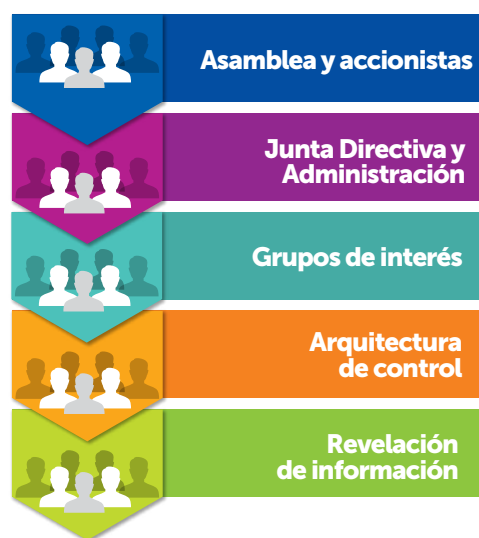 Asamblea y accionistas
Junta Directiva y
Administración
Grupos de interés
Arquitectura
de control
Revelación
de información